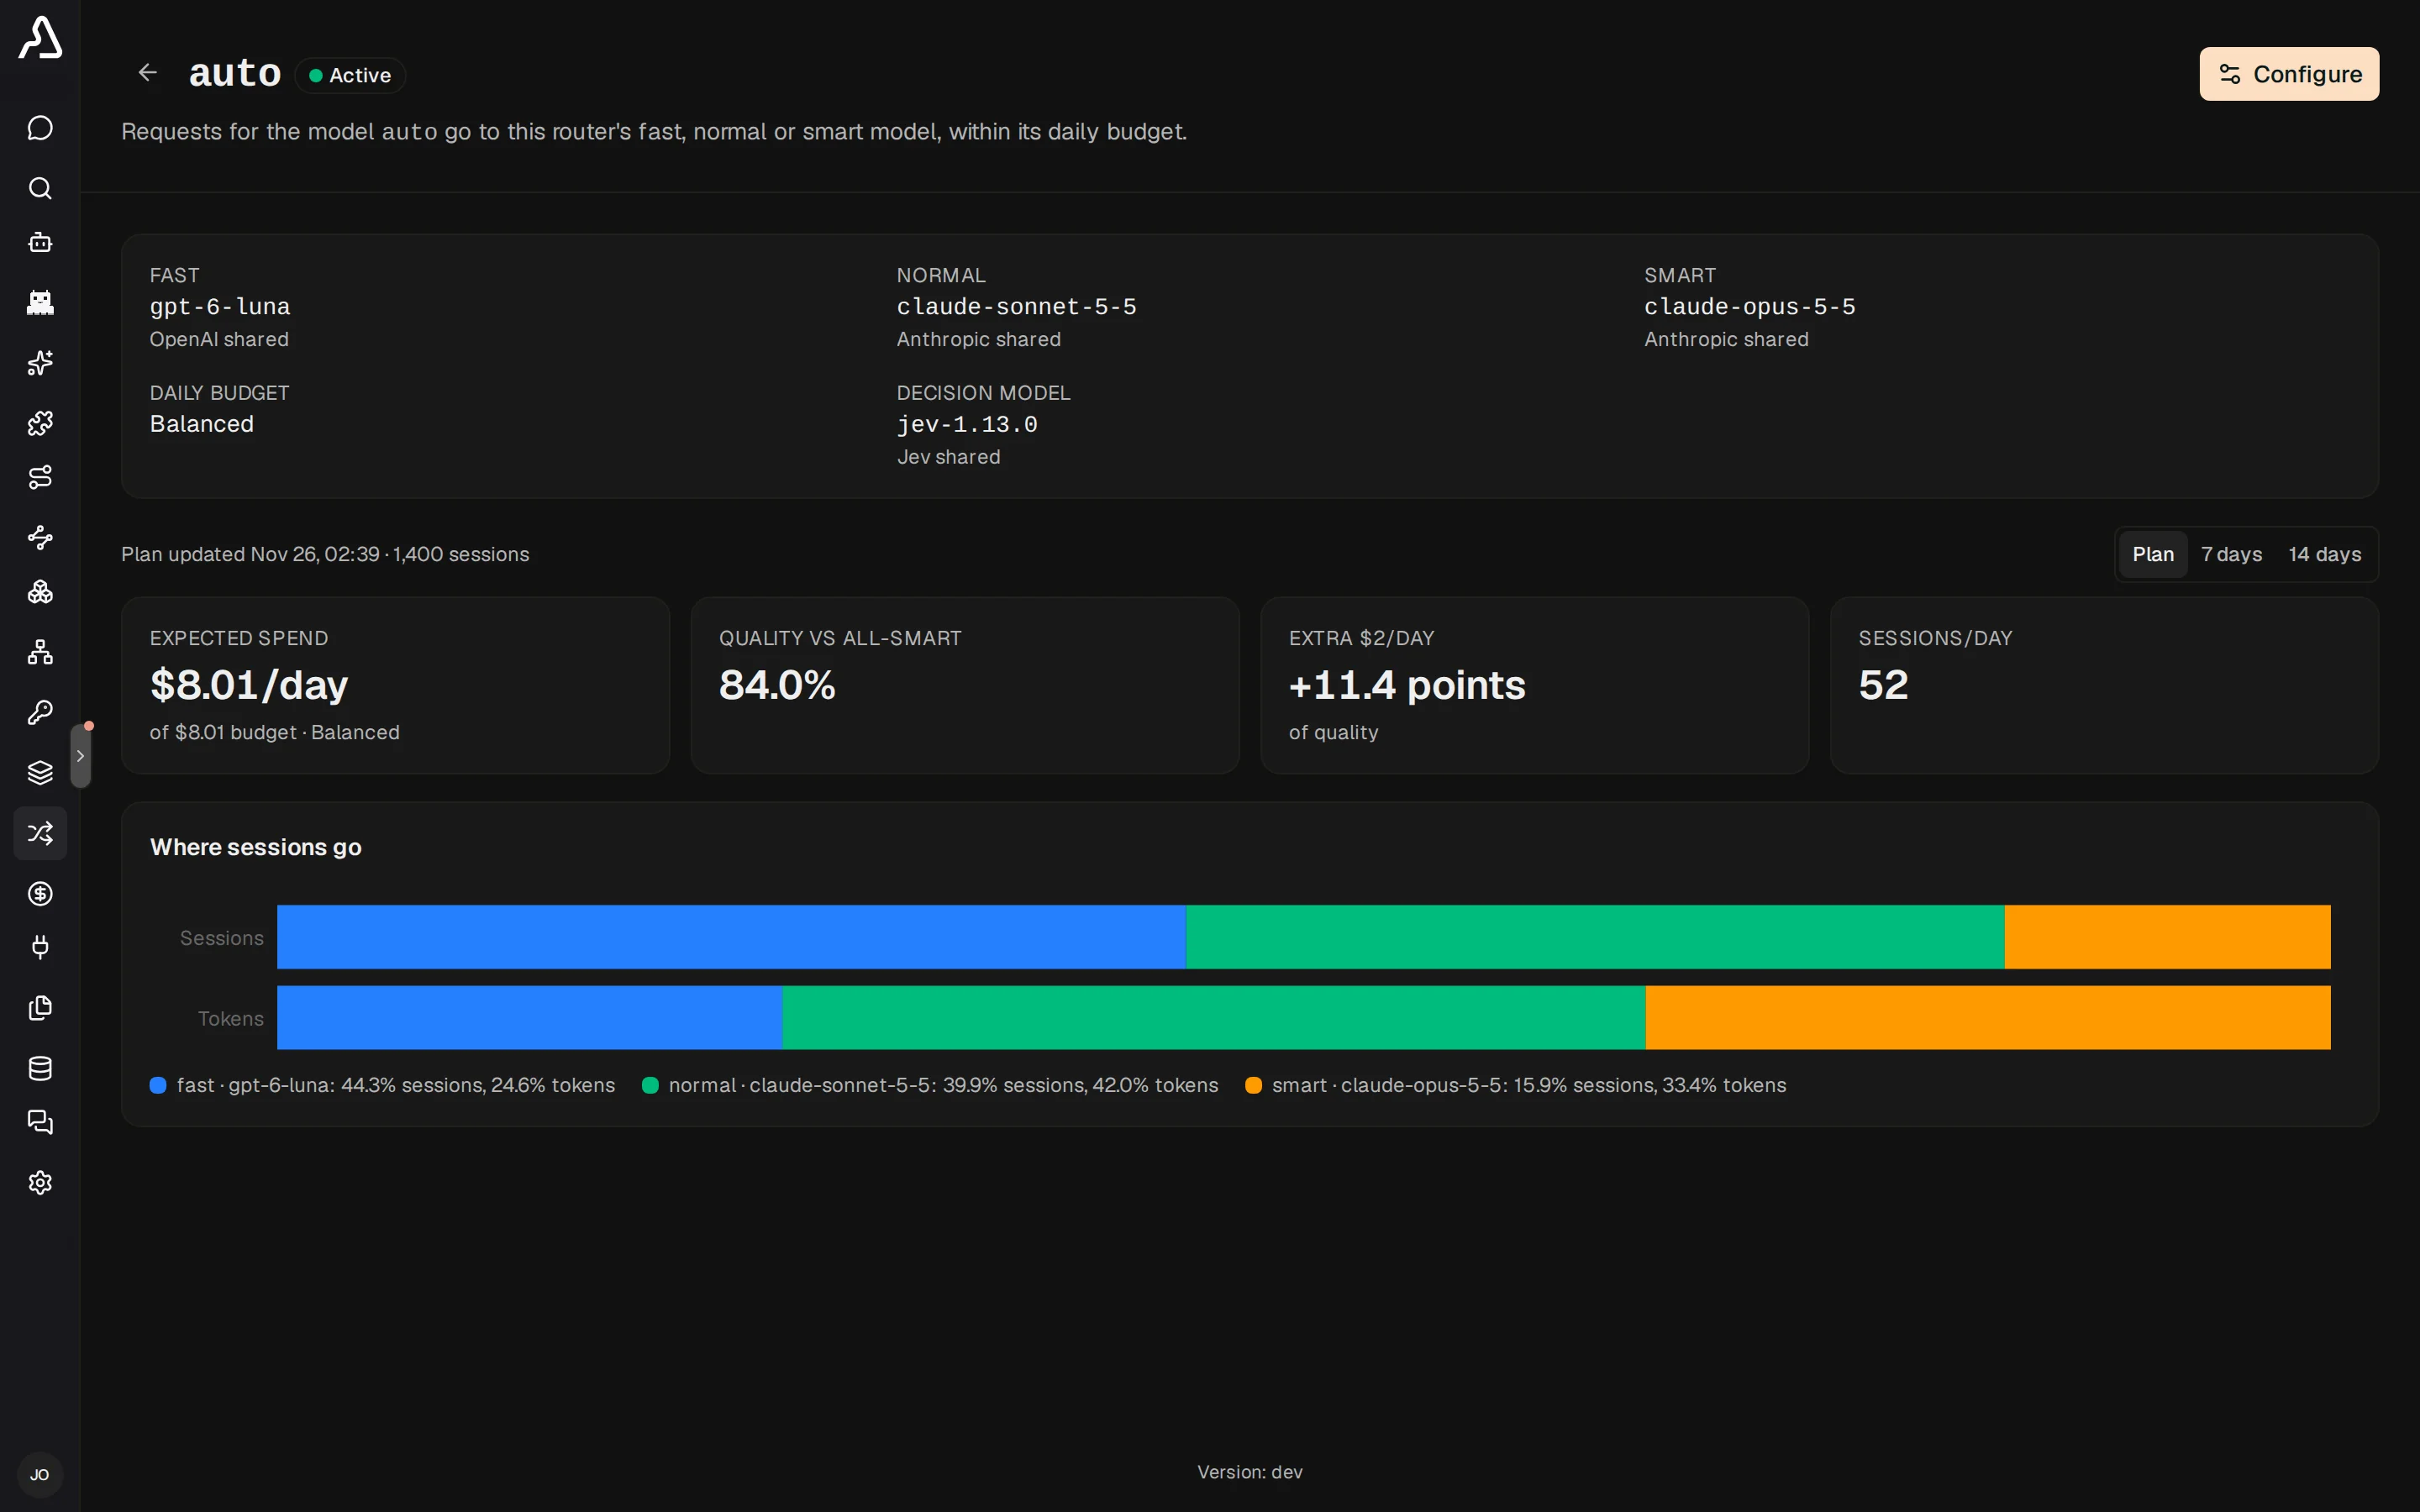 auto
Active
Configure
Requests for the model auto go to this router's fast, normal or smart model, within its daily budget.
FAST
gpt-6-luna
OpenAI shared
NORMAL
claude-sonnet-5-5
Anthropic shared
SMART
claude-opus-5-5
Anthropic shared
DAILY BUDGET
Balanced
DECISION MODEL
jev-1.13.0
Jev shared
Plan updated Nov 26, 02:39 · 1,400 sessions
Plan
7 days
14 days
EXPECTED SPEND
$8.01/day
of $8.01 budget · Balanced
QUALITY VS ALL-SMART
84.0%
EXTRA $2/DAY
+11.4 points
of quality
SESSIONS/DAY
52
Where sessions go
Sessions
Tokens
fast · gpt-6-luna: 44.3% sessions, 24.6% tokens
normal · claude-sonnet-5-5: 39.9% sessions, 42.0% tokens
smart · claude-opus-5-5: 15.9% sessions, 33.4% tokens
JO
Version: dev